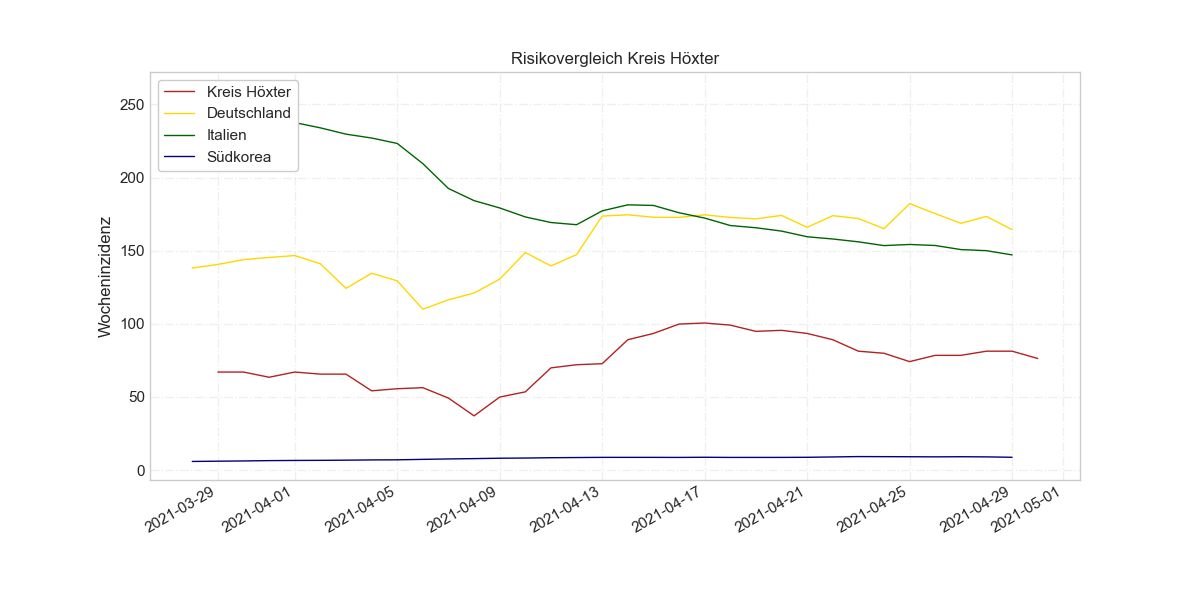 Risikovergleich Kreis Höxter
Kreis Höxter
Deutschland
Italien
Südkorea
Wocheninzidenz
250
200
150
100
50
0
2021-03-29
2021-04-01
2021-04-05
2021-04-09
2021-04-13
2021-04-17
2021-04-21
2021-04-25
2021-04-29
2021-05-01